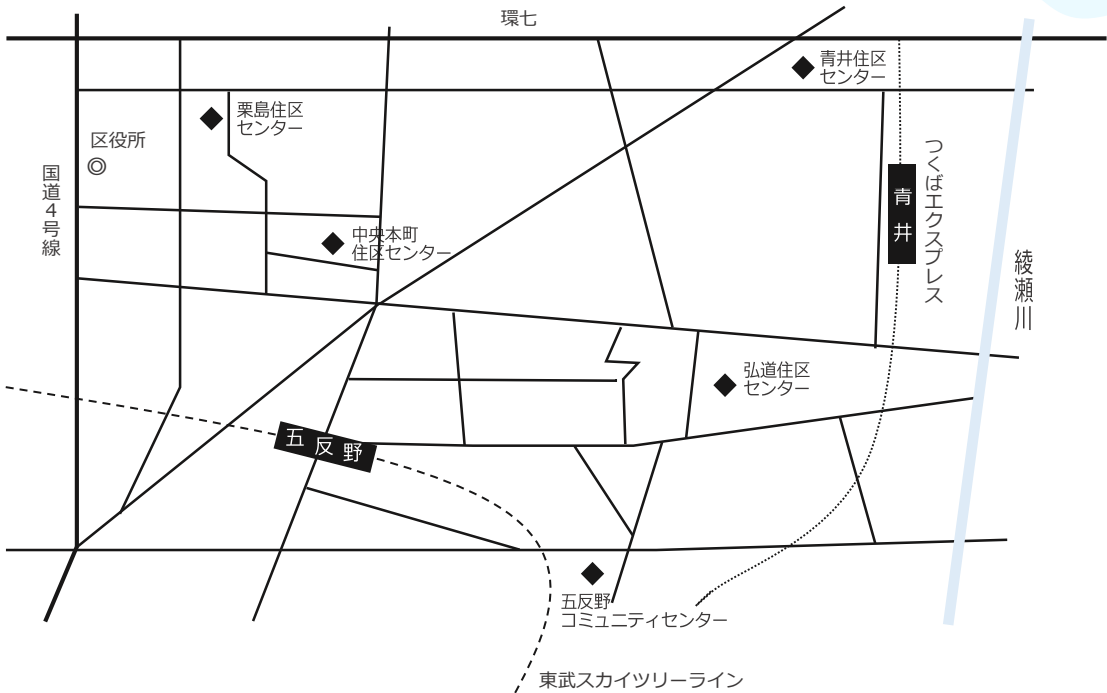 環七
青井住区
センター
栗島住区
センター
区役所
国道4号線
つくばエクスプレス
青井
中央本町
住区センター
綾瀬川
弘道住区
センター
五反野
五反野
コミュニティセンター
東武スカイツリーライン